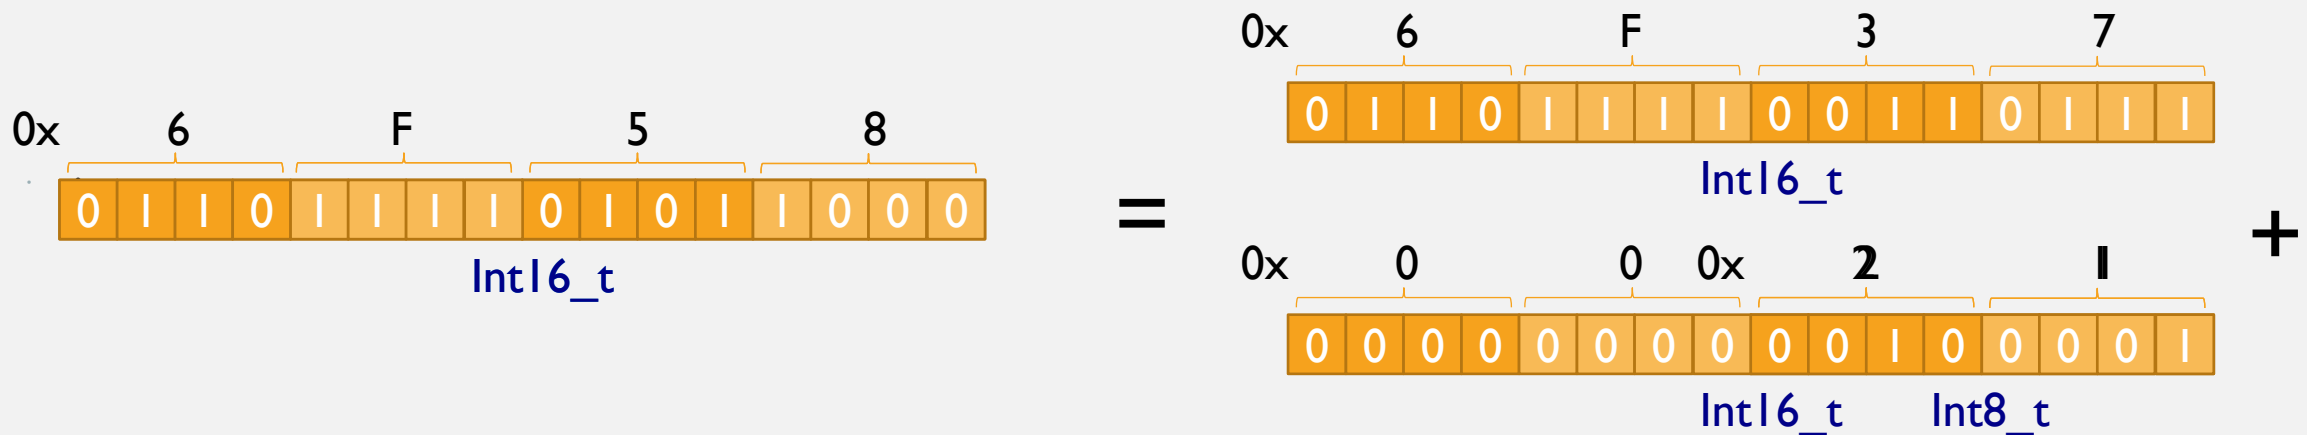 0x 6 F 3 7
0 1 1 0 1 1 1 1 0 0 1 1 0 1 1 1
Int16_t
0x 6 F 5 8
0 1 1 0 1 1 1 1 0 1 0 1 1 0 0 0
Int16_t
=
+
0x 0 0 0x 2 1
0 0 0 0 0 0 0 0 0 0 1 0 0 0 0 1
Int16_t Int8_t